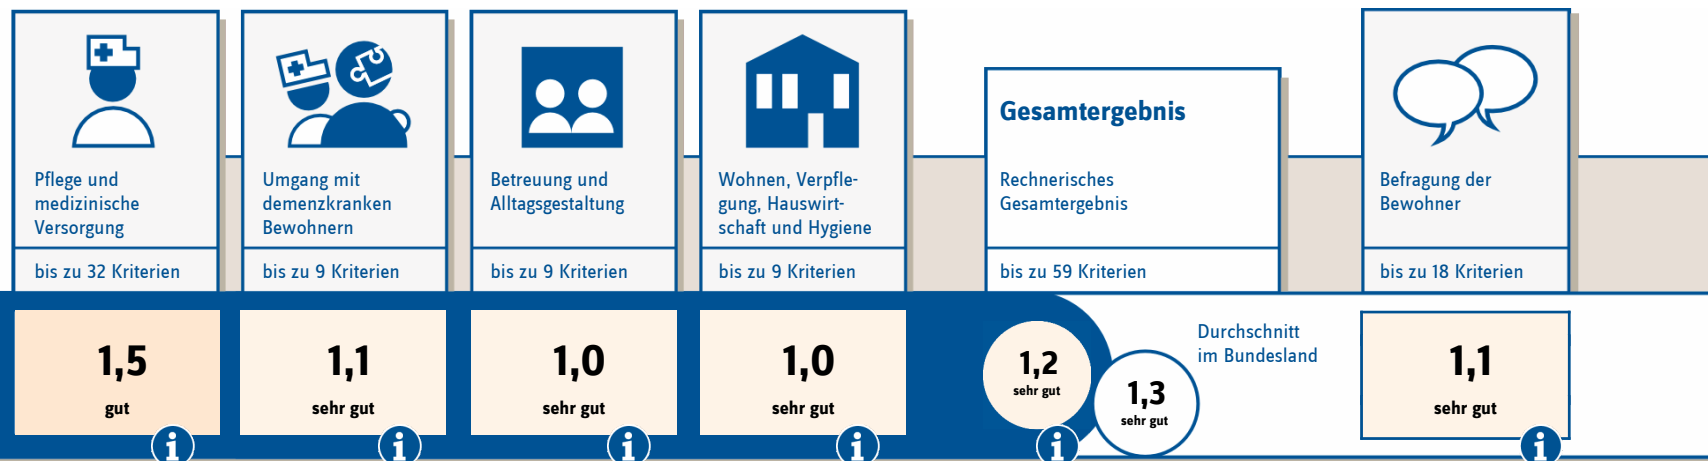 Pflege und
medizinische
Versorgung
bis zu 32 Kriterien
1,5
gut
Umgang mit
demenzkranken
Bewohnern
bis zu 9 Kriterien
1,1
sehr gut
Betreuung und
Alltagsgestaltung
bis zu 9 Kriterien
1,0
sehr gut
Wohnen, Verpfle-
gung, Hauswirt-
schaft und Hygiene
bis zu 9 Kriterien
1,0
sehr gut
Gesamtergebnis
Rechnerisches
Gesamtergebnis
bis zu 59 Kriterien
1,2
sehr gut
1,3
sehr gut
Durchschnitt
im Bundesland
Befragung der
Bewohner
bis zu 18 Kriterien
1,1
sehr gut